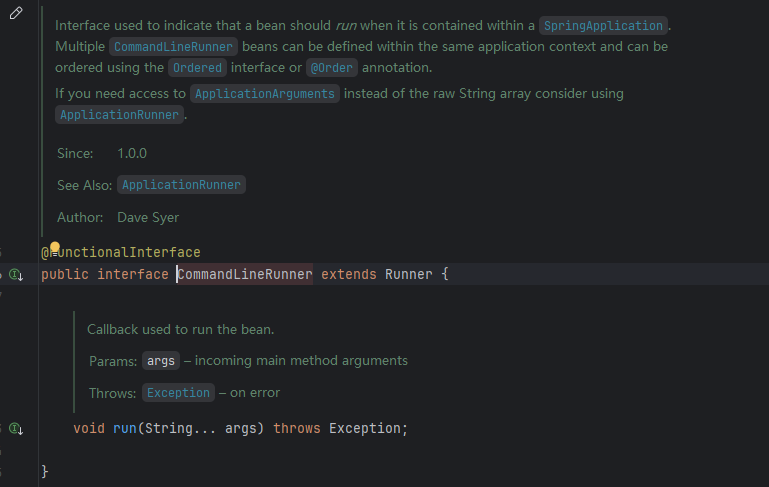 Interface used to indicate that a bean should run when it is contained within a SpringApplication.
Multiple CommandLineRunner beans can be defined within the same application context and can be
ordered using the Ordered interface or @Order annotation.
If you need access to ApplicationArguments instead of the raw String array consider using
ApplicationRunner.
Since: 1.0.0
See Also: ApplicationRunner
Author: Dave Syer
@FunctionalInterface
public interface CommandLineRunner extends Runner {
Callback used to run the bean.
Params: args – incoming main method arguments
Throws: Exception – on error
void run(String... args) throws Exception;
}